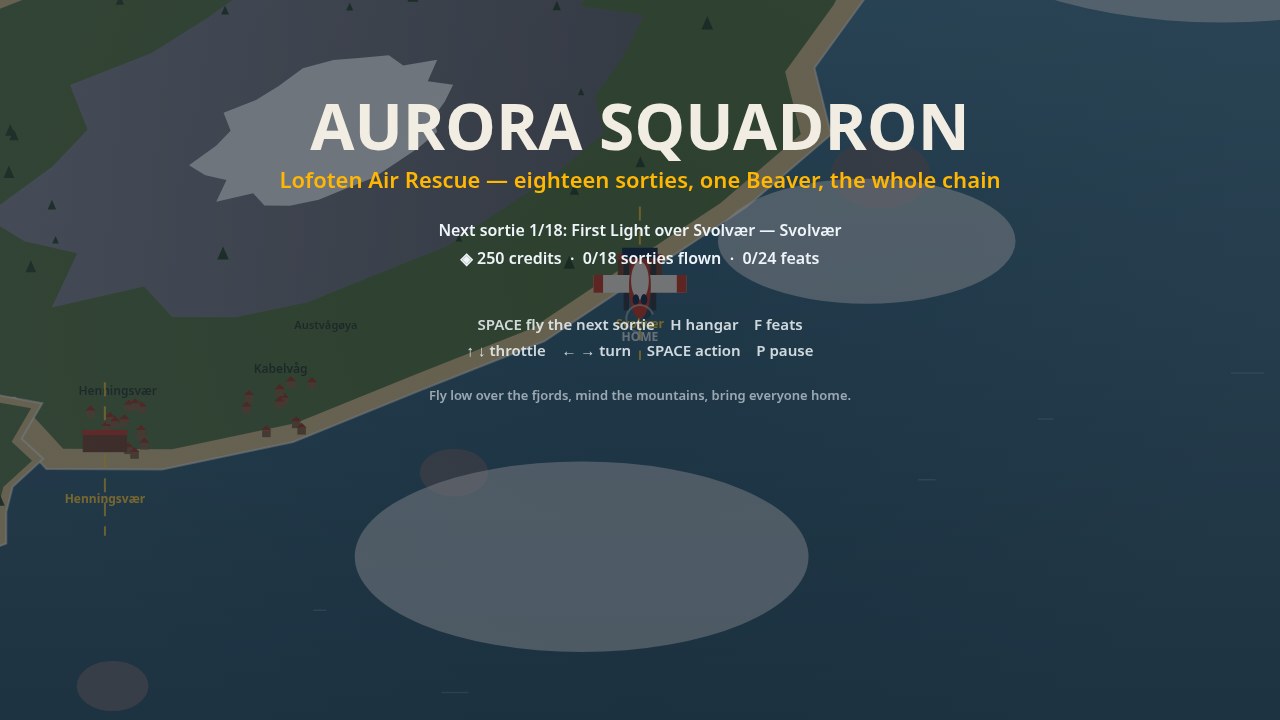 AURORA SQUADRON
Lofoten Air Rescue — eighteen sorties, one Beaver, the whole chain
Next sortie 1/18: First Light over Svolvær — Svolvær
◈ 250 credits · 0/18 sorties flown · 0/24 feats
SPACE fly the next sortie H hangar F feats
HOME
↑ ↓ throttle ← → turn SPACE action P pause
Fly low over the fjords, mind the mountains, bring everyone home.
Austvågøya
Kabelvåg
Henningsvær
Henningsvær